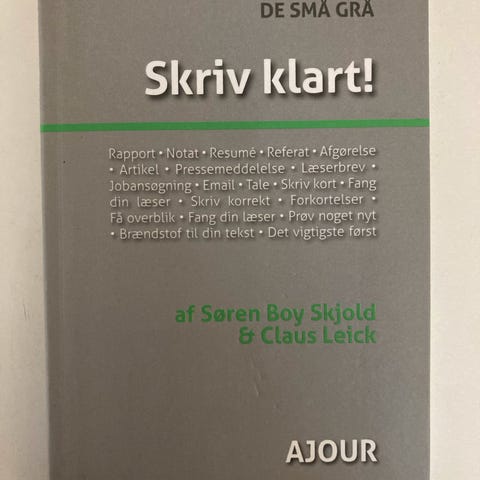 DE SMÅ GRÅ
Skriv klart!
Rapport • Notat • Resumé • Referat • Afgørelse
• Artikel • Pressemeddelelse • Læserbrev •
Jobansøgning • Email • Tale • Skriv kort • Fang
din læser • Skriv korrekt • Forkortelser •
Få overblik • Fang din læser • Prøv noget nyt
• Brændstof til din tekst • Det vigtigste først
af Søren Boy Skjold
& Claus Leick
AJOUR